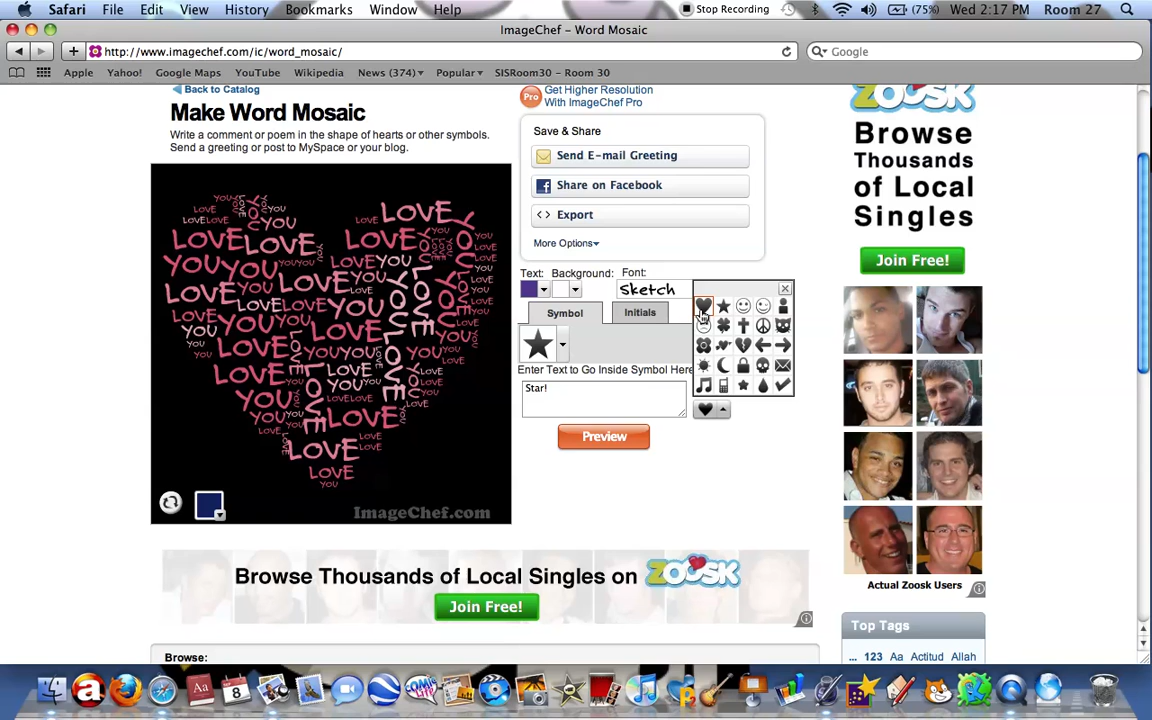 Safari File Edit View History Bookmarks Window Help Stop Recording (75%) Wed 2:17 PM Room 27
ImageChef – Word Mosaic
http://www.imagechef.com/ic/word_mosaic/ Google
Apple Yahoo! Google Maps YouTube Wikipedia News (374) Popular SISRoom30 - Room 30
Back to Catalog
Make Word Mosaic
Write a comment or poem in the shape of hearts or other symbols.
Send a greeting or post to MySpace or your blog.
LOVE YOU
ImageChef.com
Pro Get Higher Resolution
With ImageChef Pro
Save & Share
Send E-mail Greeting
Share on Facebook
Export
More Options
Text: Background: Font:
Sketch
Symbol Initials
Enter Text to Go Inside Symbol Here
Star!
Preview
zoosk
Browse
Thousands
of Local
Singles
Join Free!
Actual Zoosk Users
Browse Thousands of Local Singles on zoosk
Join Free!
Browse:
Top Tags
... 123 Aa Actitud Allah